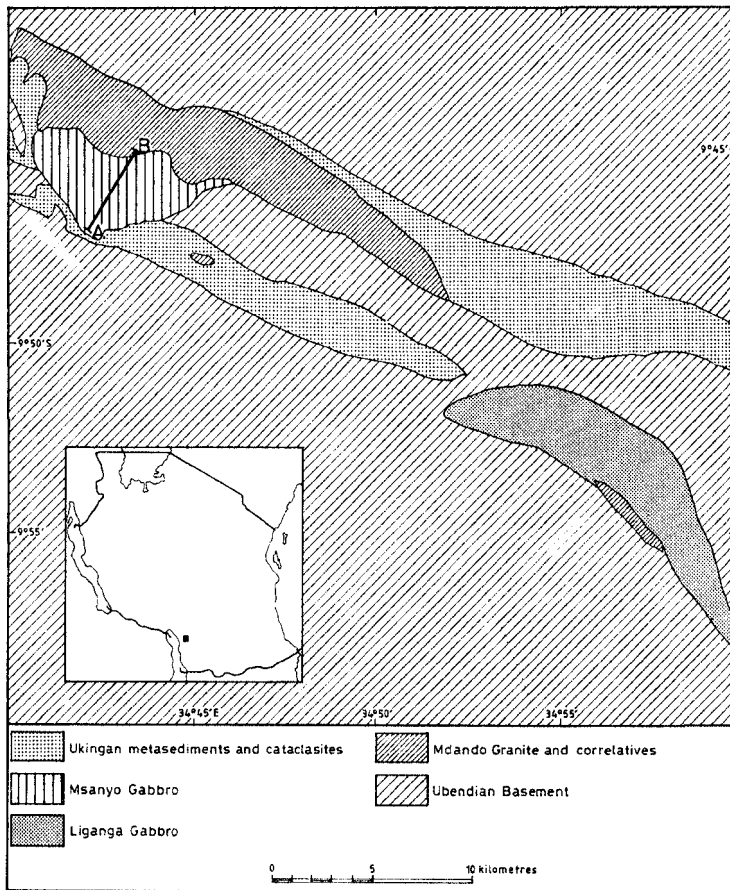 B
9°45'
A
9°50'S
9°55'
34°45'E
34°50'
34°55'
Ukingan metasediments and cataclasites
Mdando Granite and correlatives
Msanyo Gabbro
Ubendian Basement
Liganga Gabbro
0 5 10 kilometres